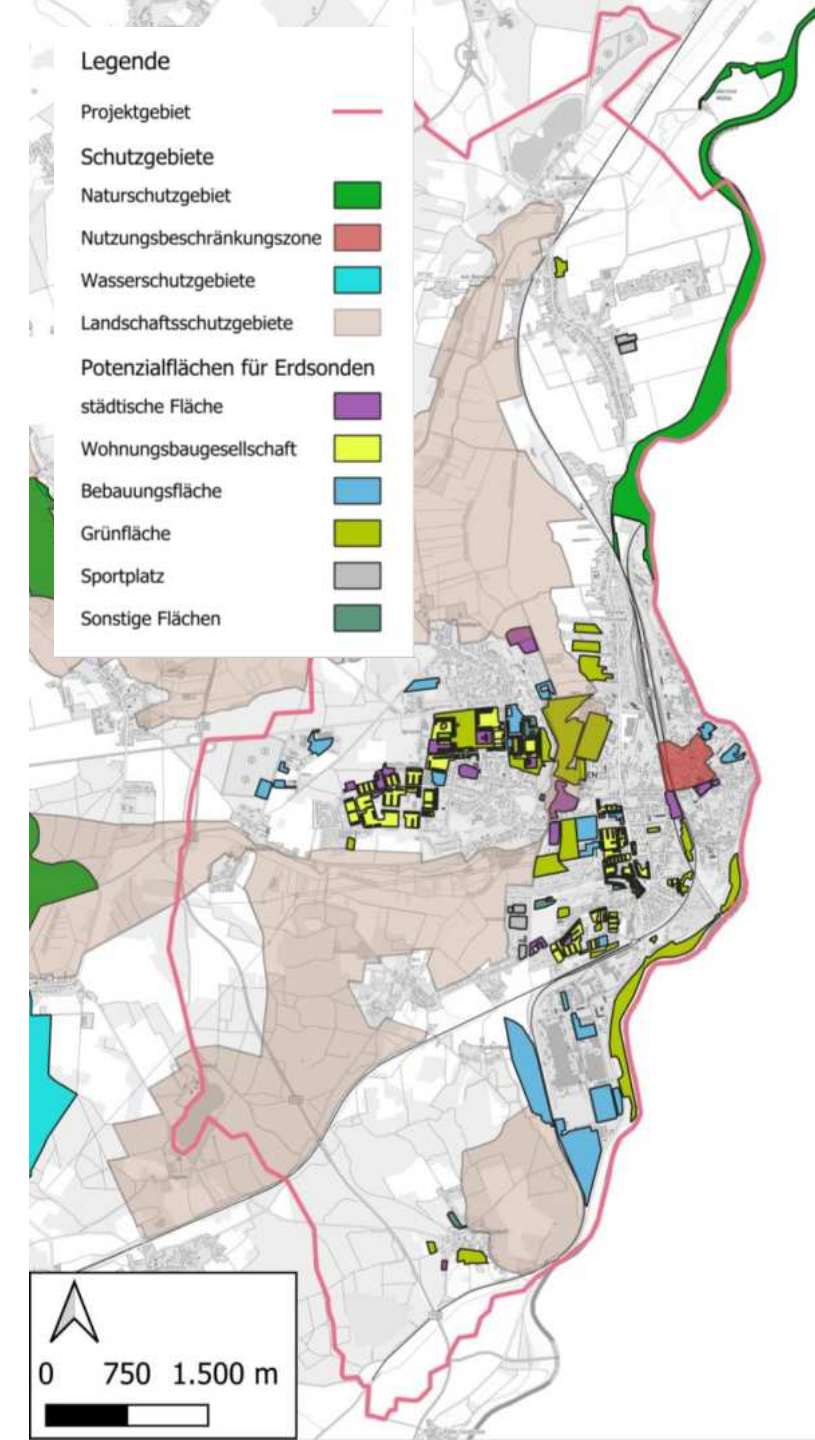 Legende
Projektgebiet
Schutzgebiete
Naturschutzgebiet
Nutzungsbeschränkungszone
Wasserschutzgebiete
Landschaftsschutzgebiete
Potenzialflächen für Erdsonden
städtische Fläche
Wohnungsbaugesellschaft
Bebauungsfläche
Grünfläche
Sportplatz
Sonstige Flächen
EN
0 750 1.500 m